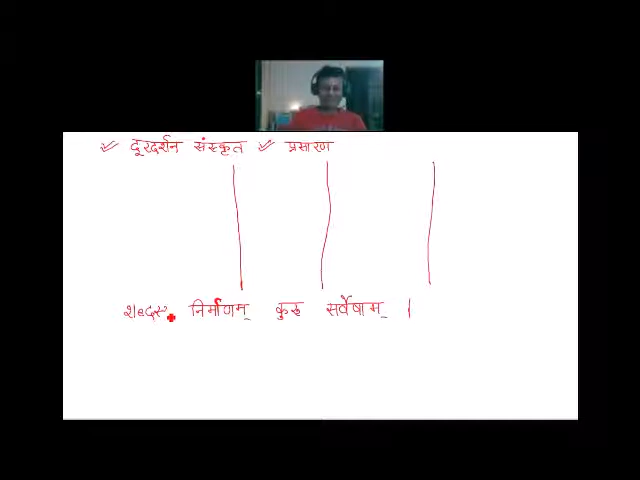 दूरदर्शन संस्कृत प्रसारण
निर्माणम् कुरु सर्वेषाम् ।